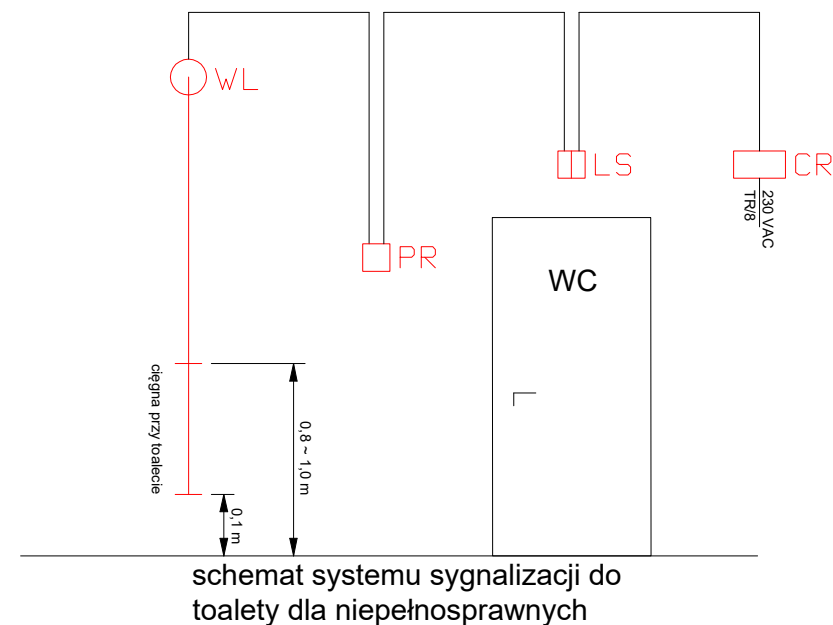 WL
LS
CR
230 VAC
TR/8
PR
WC
cięgna przy toalecie
0,8 ~ 1,0 m
0,1 m
schemat systemu sygnalizacji do
toalety dla niepełnosprawnych